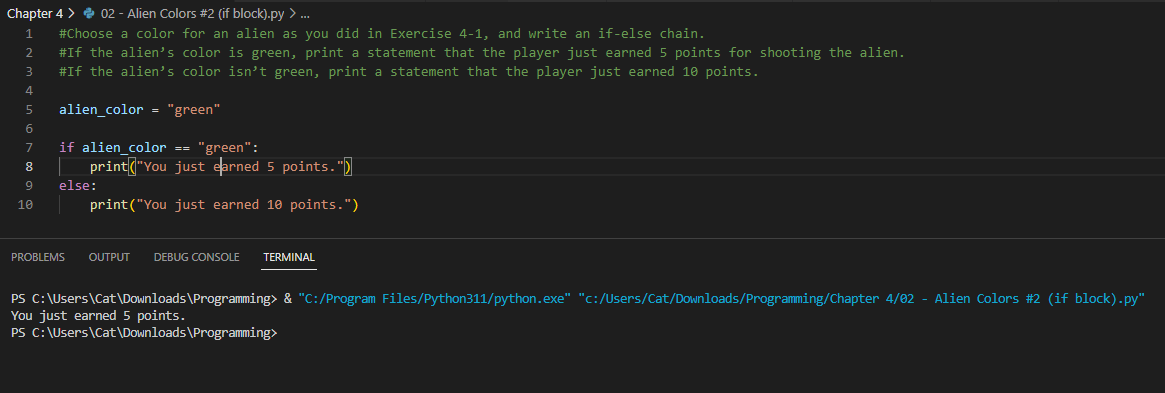 Chapter 4 > 02 - Alien Colors #2 (if block).py > ...
1 #Choose a color for an alien as you did in Exercise 4-1, and write an if-else chain.
2 #If the alien’s color is green, print a statement that the player just earned 5 points for shooting the alien.
3 #If the alien’s color isn’t green, print a statement that the player just earned 10 points.
4
5 alien_color = "green"
6
7 if alien_color == "green":
8     print("You just earned 5 points.")
9 else:
10     print("You just earned 10 points.")
PROBLEMS OUTPUT DEBUG CONSOLE TERMINAL
PS C:\Users\Cat\Downloads\Programming> & "C:/Program Files/Python311/python.exe" "c:/Users/Cat/Downloads/Programming/Chapter 4/02 - Alien Colors #2 (if block).py"
You just earned 5 points.
PS C:\Users\Cat\Downloads\Programming>